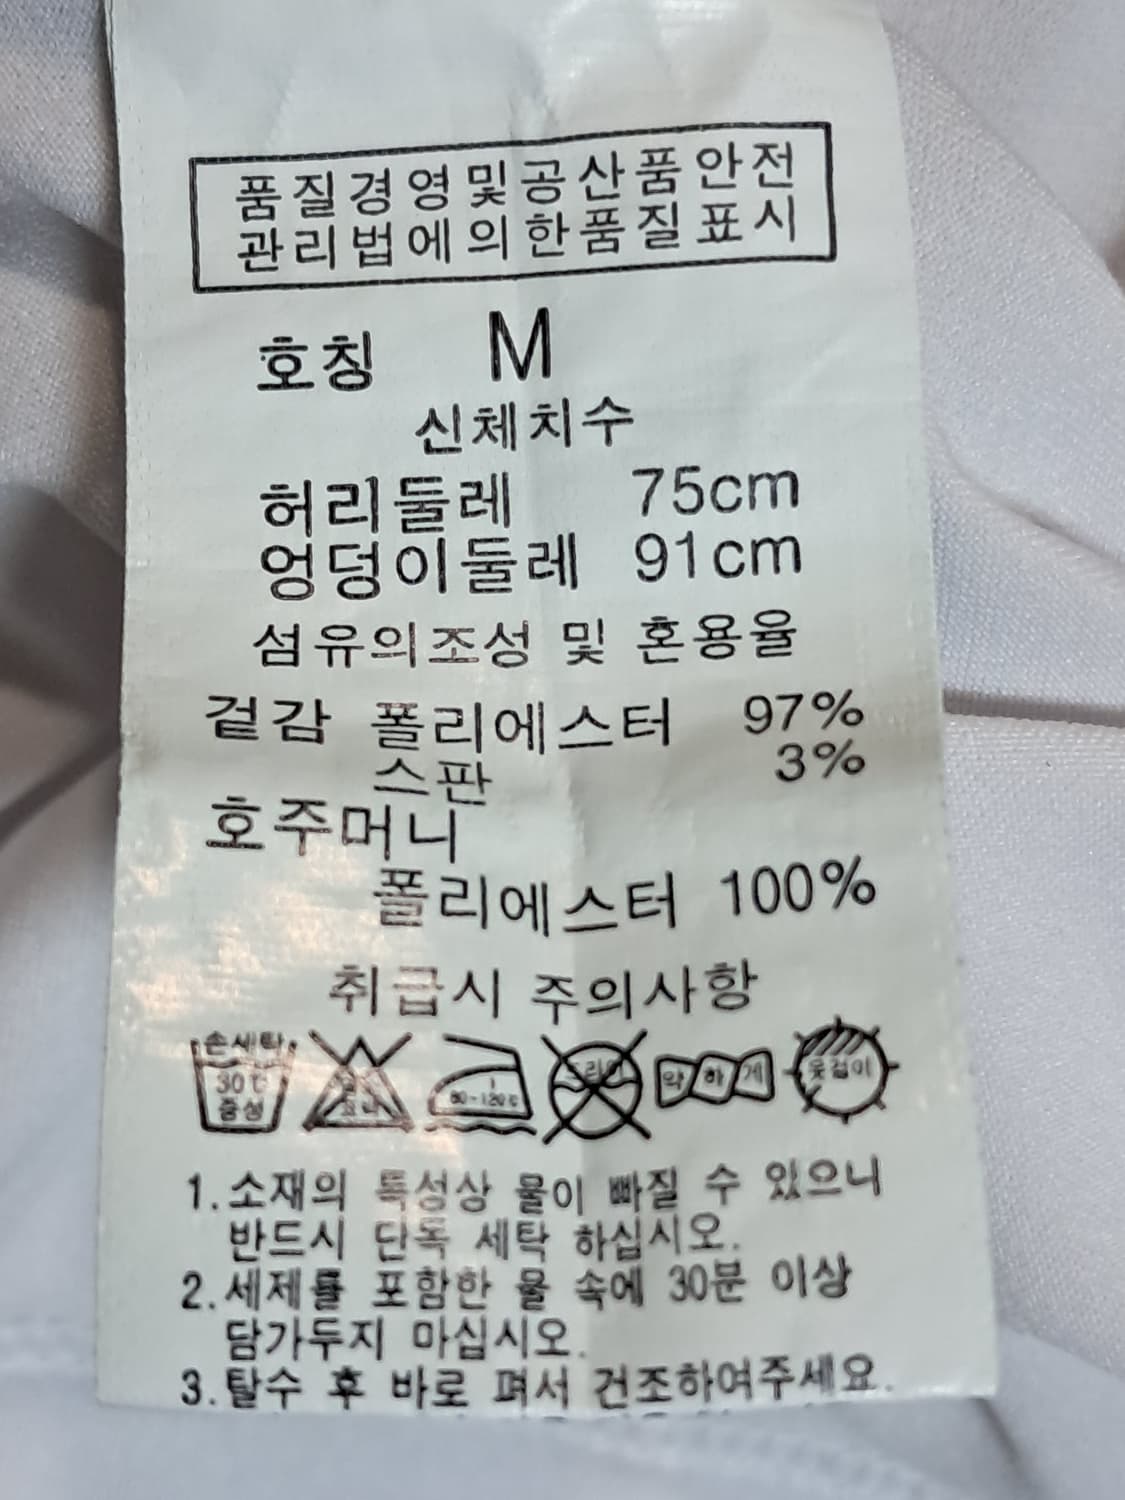 품질경영및공산품안전
관리법에의한품질표시
호칭 M
신체치수
허리둘레 75cm
엉덩이둘레 91cm
섬유의조성 및 혼용율
겉감 폴리에스터 97%
스판 3%
호주머니
폴리에스터 100%
취급시 주의사항
손세탁 30℃ 중성 80-120℃ 드라이 약하게 옷걸이
1.소재의 특성상 물이 빠질 수 있으니
반드시 단독 세탁 하십시오.
2.세제를 포함한 물 속에 30분 이상
담가두지 마십시오.
3.탈수 후 바로 펴서 건조하여주세요.